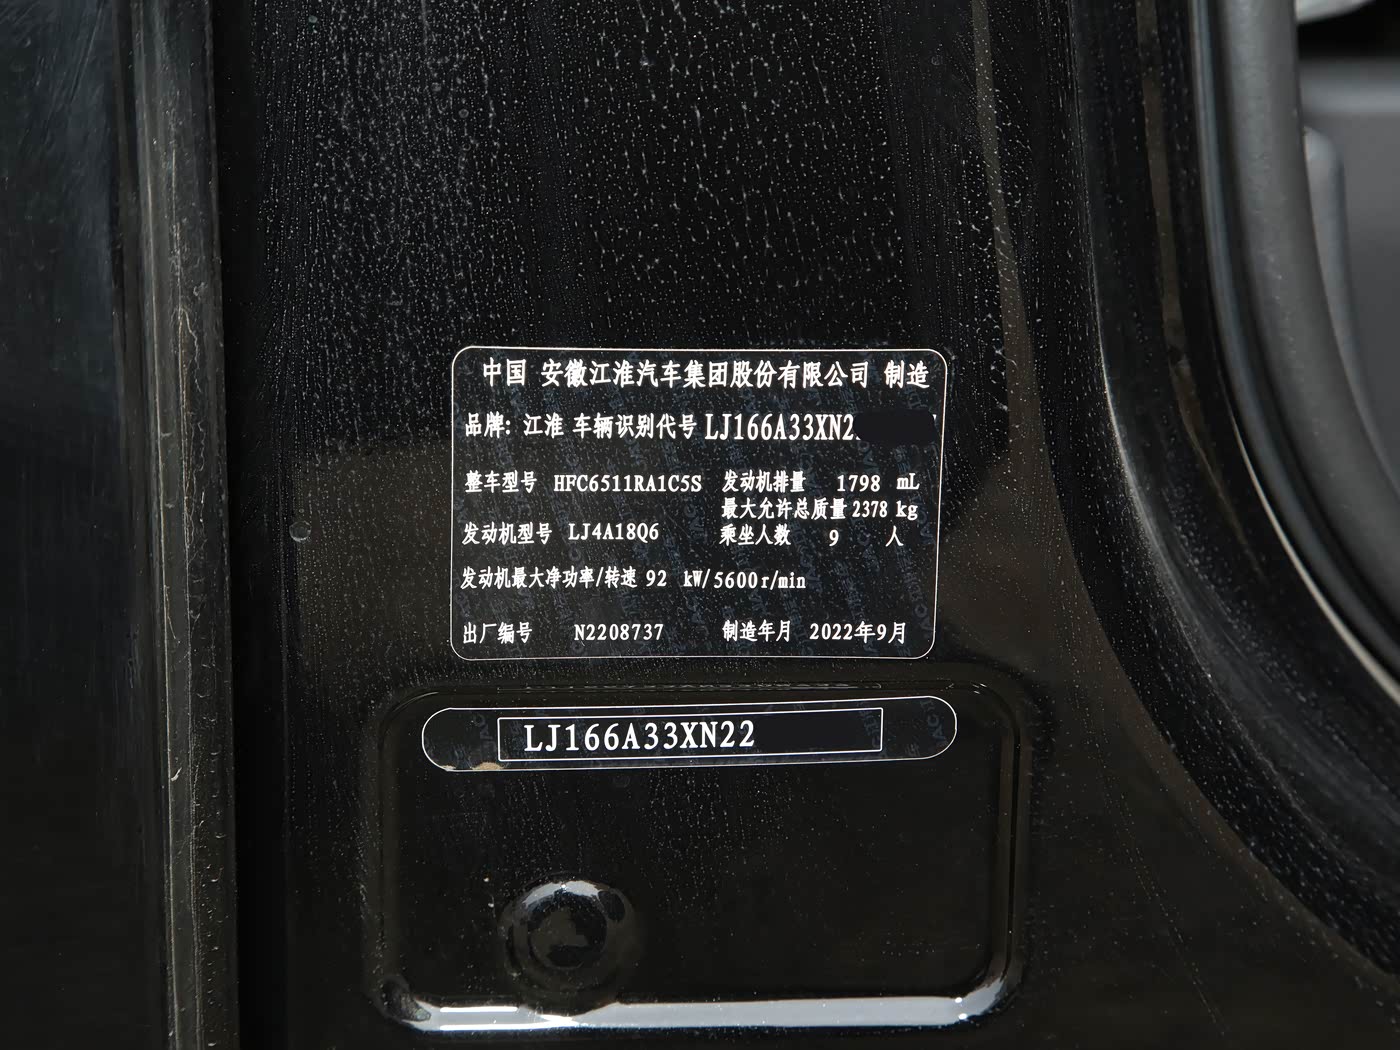 中国 安徽江淮汽车集团股份有限公司 制造
品牌: 江淮 车辆识别代号 LJ166A33XN2
整车型号 HFC6511RA1C5S 发动机排量 1798 mL
最大允许总质量 2378 kg
发动机型号 LJ4A18Q6 乘坐人数 9 人
发动机最大净功率/转速 92 kW/5600r/min
出厂编号 N2208737 制造年月 2022年9月
LJ166A33XN22